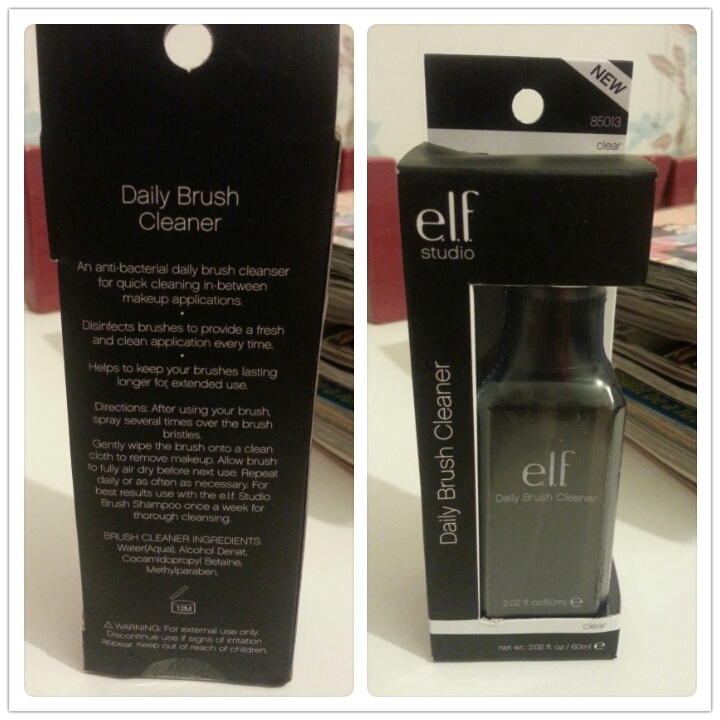 Daily Brush
Cleaner
An anti-bacterial daily brush cleanser
for quick cleaning in-between
makeup applications.
•
Disinfects brushes to provide a fresh
and clean application every time.
•
Helps to keep your brushes lasting
longer for extended use.
Directions: After using your brush,
spray several times over the brush
bristles.
Gently wipe the brush onto a clean
cloth to remove makeup. Allow brush
to fully air dry before next use. Repeat
daily or as often as necessary. For
best results use with the e.l.f. Studio
Brush Shampoo once a week for
thorough cleansing.
BRUSH CLEANER INGREDIENTS:
Water(Aqua), Alcohol Denat,
Cocamidopropyl Betaine,
Methylparaben.
12M
⚠ WARNING: For external use only.
Discontinue use if signs of irritation
appear. Keep out of reach of children.
NEW
85013
clear
e.l.f.
studio
Daily Brush Cleaner
e.l.f.
Daily Brush Cleaner
2.02 fl oz/60ml ℮
clear
net wt: 2.02 fl. oz / 60ml ℮